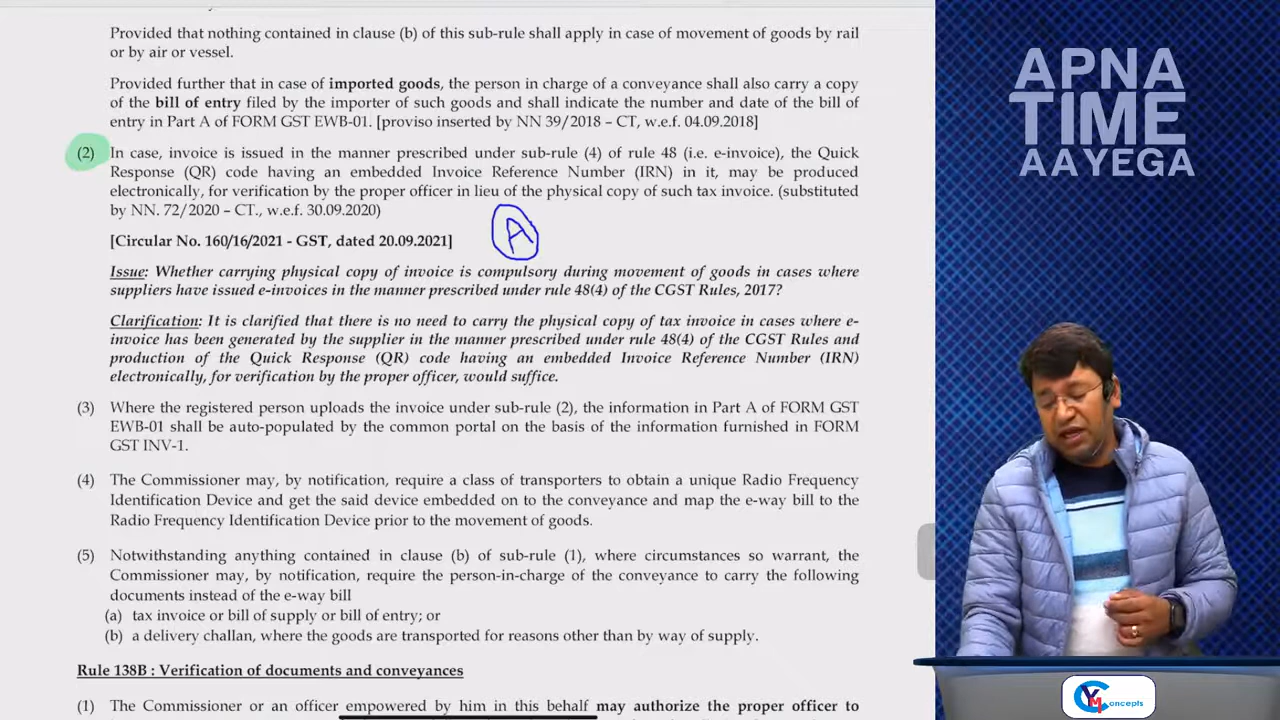 Provided that nothing contained in clause (b) of this sub-rule shall apply in case of movement of goods by rail
or by air or vessel.
Provided further that in case of imported goods, the person in charge of a conveyance shall also carry a copy
of the bill of entry filed by the importer of such goods and shall indicate the number and date of the bill of
entry in Part A of FORM GST EWB-01. [proviso inserted by NN 39/2018 – CT, w.e.f. 04.09.2018]
(2) In case, invoice is issued in the manner prescribed under sub-rule (4) of rule 48 (i.e. e-invoice), the Quick
Response (QR) code having an embedded Invoice Reference Number (IRN) in it, may be produced
electronically, for verification by the proper officer in lieu of the physical copy of such tax invoice. (substituted
by NN. 72/2020 – CT., w.e.f. 30.09.2020)
A
[Circular No. 160/16/2021 - GST, dated 20.09.2021]
Issue: Whether carrying physical copy of invoice is compulsory during movement of goods in cases where
suppliers have issued e-invoices in the manner prescribed under rule 48(4) of the CGST Rules, 2017?
Clarification: It is clarified that there is no need to carry the physical copy of tax invoice in cases where e-
invoice has been generated by the supplier in the manner prescribed under rule 48(4) of the CGST Rules and
production of the Quick Response (QR) code having an embedded Invoice Reference Number (IRN)
electronically, for verification by the proper officer, would suffice.
(3) Where the registered person uploads the invoice under sub-rule (2), the information in Part A of FORM GST
EWB-01 shall be auto-populated by the common portal on the basis of the information furnished in FORM
GST INV-1.
(4) The Commissioner may, by notification, require a class of transporters to obtain a unique Radio Frequency
Identification Device and get the said device embedded on to the conveyance and map the e-way bill to the
Radio Frequency Identification Device prior to the movement of goods.
(5) Notwithstanding anything contained in clause (b) of sub-rule (1), where circumstances so warrant, the
Commissioner may, by notification, require the person-in-charge of the conveyance to carry the following
documents instead of the e-way bill
(a) tax invoice or bill of supply or bill of entry; or
(b) a delivery challan, where the goods are transported for reasons other than by way of supply.
Rule 138B : Verification of documents and conveyances
(1) The Commissioner or an officer empowered by him in this behalf may authorize the proper officer to
APNA
TIME
AAYEGA
YM
Concepts